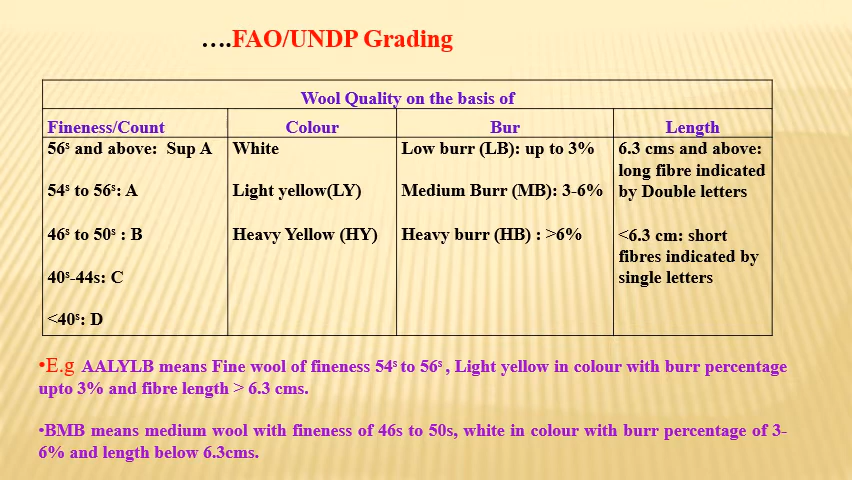 ….FAO/UNDP Grading
Wool Quality on the basis of
Fineness/Count Colour Bur Length
56ˢ and above: Sup A
54ˢ to 56ˢ: A
46ˢ to 50ˢ : B
40ˢ-44s: C
<40ˢ: D
White
Light yellow(LY)
Heavy Yellow (HY)
Low burr (LB): up to 3%
Medium Burr (MB): 3-6%
Heavy burr (HB) : >6%
6.3 cms and above:
long fibre indicated
by Double letters
<6.3 cm: short
fibres indicated by
single letters
•E.g AALYLB means Fine wool of fineness 54ˢ to 56ˢ , Light yellow in colour with burr percentage
upto 3% and fibre length > 6.3 cms.
•BMB means medium wool with fineness of 46s to 50s, white in colour with burr percentage of 3-
6% and length below 6.3cms.